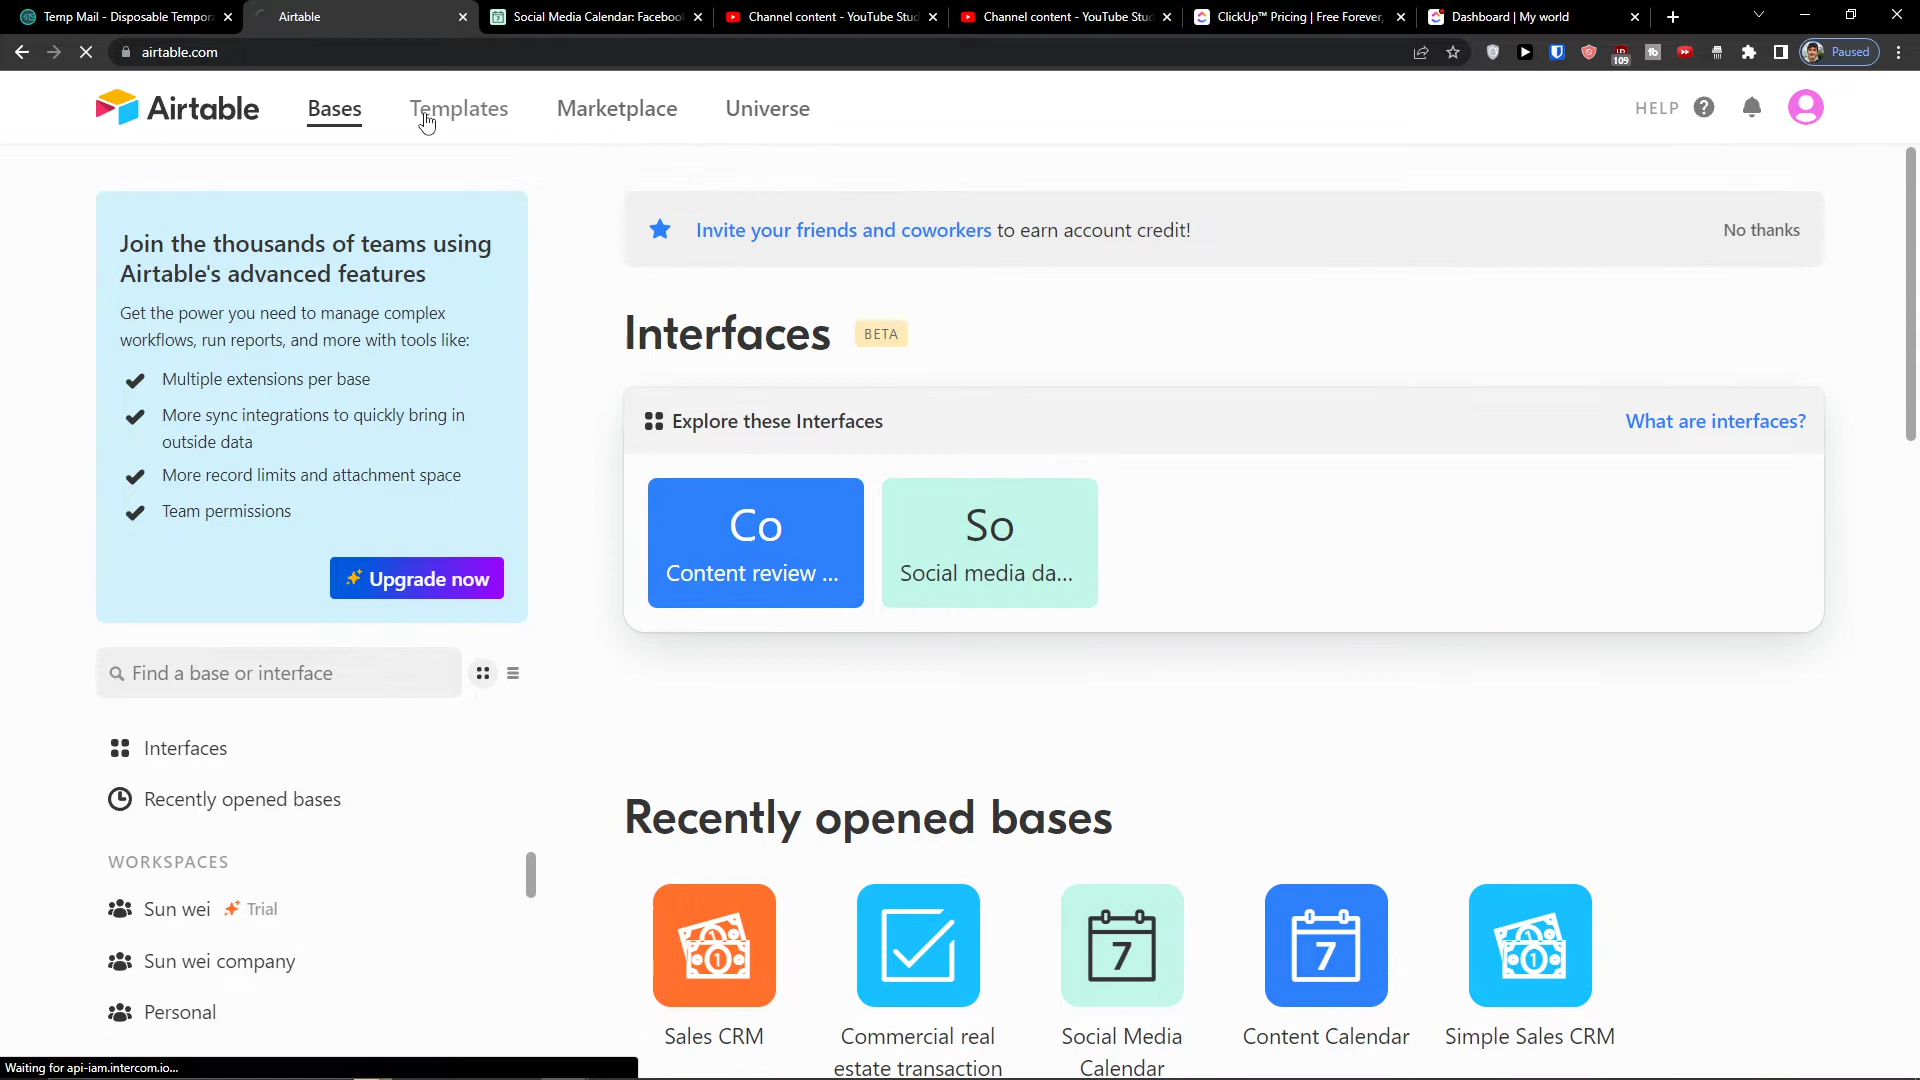 Temp Mail - Disposable Tempora
Airtable
Social Media Calendar: Facebook
Channel content - YouTube Stud
Channel content - YouTube Stud
ClickUp™ Pricing | Free Forever,
Dashboard | My world
airtable.com
109
Paused
Airtable
Bases
Templates
Marketplace
Universe
HELP
Join the thousands of teams using
Airtable's advanced features
Get the power you need to manage complex
workflows, run reports, and more with tools like:
Multiple extensions per base
More sync integrations to quickly bring in
outside data
More record limits and attachment space
Team permissions
Upgrade now
Find a base or interface
Interfaces
Recently opened bases
WORKSPACES
Sun wei Trial
Sun wei company
Personal
Invite your friends and coworkers to earn account credit!
No thanks
Interfaces BETA
Explore these Interfaces
What are interfaces?
Co
Content review ...
So
Social media da...
Recently opened bases
1
Sales CRM
Commercial real
estate transaction
7
Social Media
Calendar
7
Content Calendar
1
Simple Sales CRM
Waiting for api-iam.intercom.io...